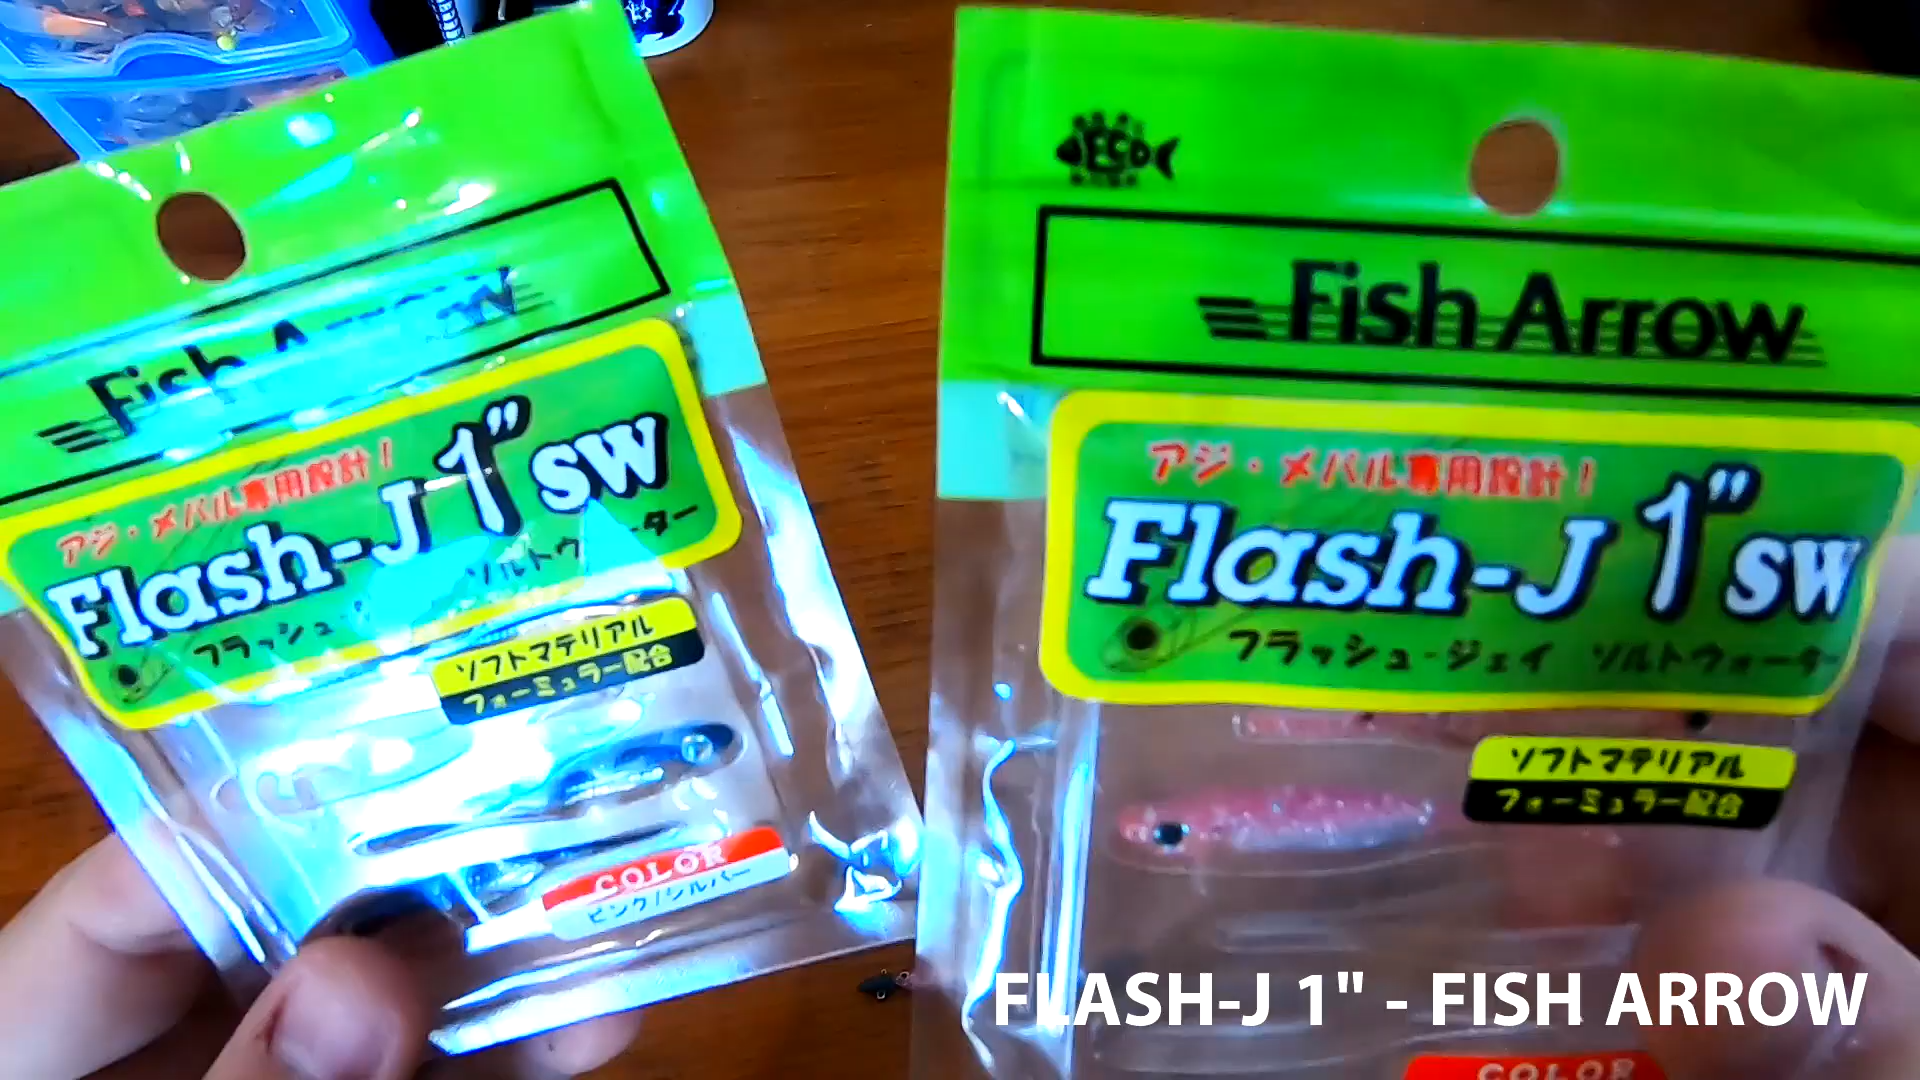 Fish
アジ・メバル専用設計!
Flash-J 1" SW
フラッシュ・
ソルトウォーター
ソフトマテリアル
フォーミュラー配合
COLOR
ピンク/シルバー
ECO
Fish Arrow
アジ・メバル専用設計!
Flash-J 1" SW
フラッシュ-ジェイ ソルトウォーター
ソフトマテリアル
フォーミュラー配合
COLOR
FLASH-J 1" - FISH ARROW